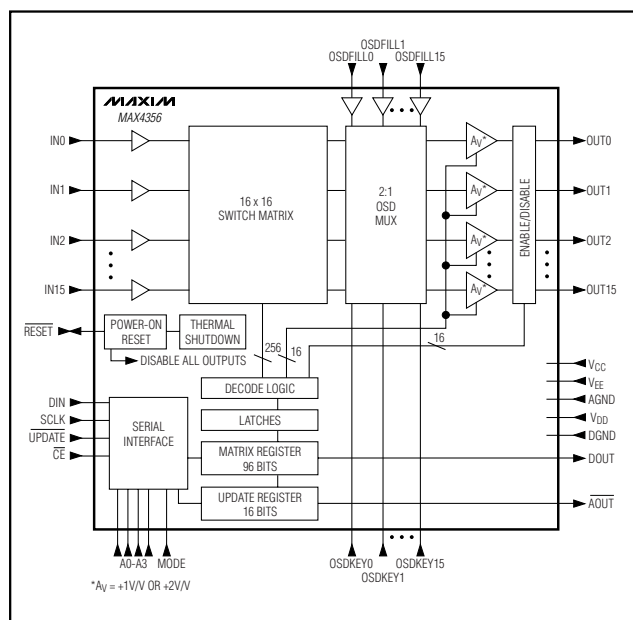 OSDFILL1
OSDFILL0 OSDFILL15
MAXIM
MAX4356
IN0
IN1
IN2
IN15
16 x 16
SWITCH MATRIX
2:1
OSD
MUX
AV*
AV*
AV*
AV*
ENABLE/DISABLE
OUT0
OUT1
OUT2
OUT15
RESET
POWER-ON
RESET
THERMAL
SHUTDOWN
DISABLE ALL OUTPUTS
256
16
16
DECODE LOGIC
LATCHES
MATRIX REGISTER
96 BITS
UPDATE REGISTER
16 BITS
DIN
SCLK
UPDATE
CE
SERIAL
INTERFACE
VCC
VEE
AGND
VDD
DGND
DOUT
AOUT
A0-A3 MODE
OSDKEY0 OSDKEY15
OSDKEY1
*AV = +1V/V OR +2V/V